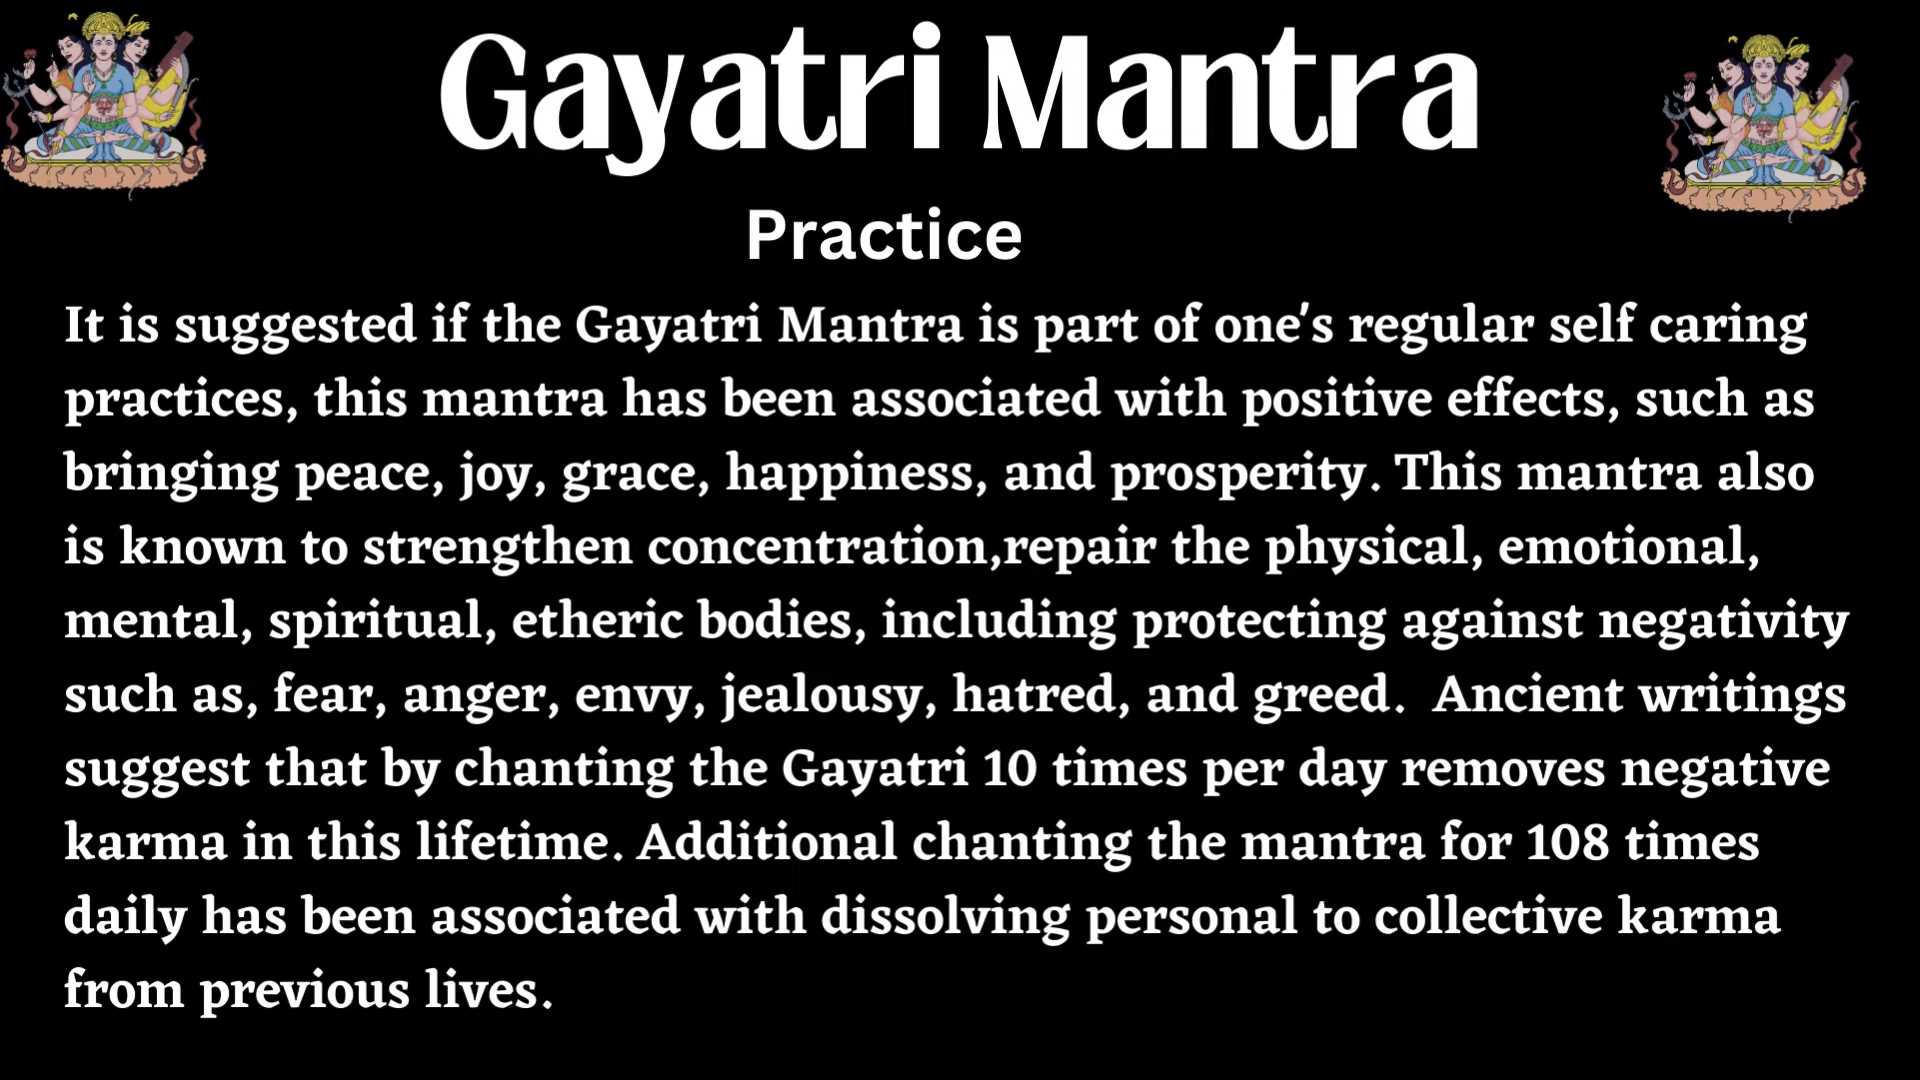 Gayatri Mantra
Practice
It is suggested if the Gayatri Mantra is part of one's regular self caring
practices, this mantra has been associated with positive effects, such as
bringing peace, joy, grace, happiness, and prosperity. This mantra also
is known to strengthen concentration,repair the physical, emotional,
mental, spiritual, etheric bodies, including protecting against negativity
such as, fear, anger, envy, jealousy, hatred, and greed.  Ancient writings
suggest that by chanting the Gayatri 10 times per day removes negative
karma in this lifetime. Additional chanting the mantra for 108 times
daily has been associated with dissolving personal to collective karma
from previous lives.